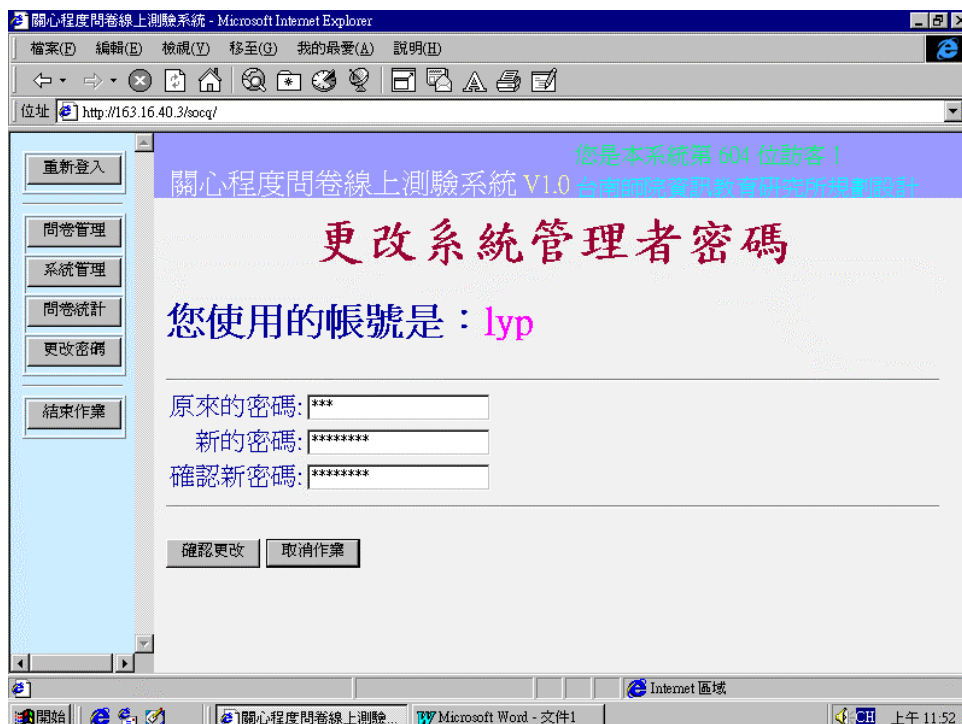 關心程度問卷線上測驗系統 - Microsoft Internet Explorer
檔案(F) 編輯(E) 檢視(V) 移至(G) 我的最愛(A) 說明(H)
位址 http://163.16.40.3/socq/
重新登入
問卷管理
系統管理
問卷統計
更改密碼
結束作業
您是本系統第 604 位訪客！
關心程度問卷線上測驗系統 V1.0 台南師院資訊教育研究所規劃設計
更改系統管理者密碼
您使用的帳號是：lyp
原來的密碼: ***
新的密碼: ********
確認新密碼: ********
確認更改 取消作業
Internet 區域
開始 關心程度問卷線上測驗... Microsoft Word - 文件1 CH 上午 11:52